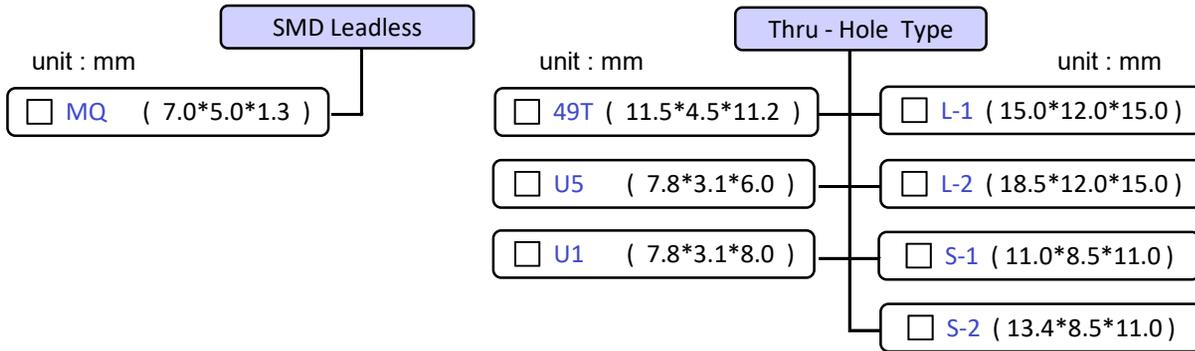 SMD Leadless
unit : mm
☐ MQ ( 7.0*5.0*1.3 )
Thru - Hole Type
unit : mm
☐ 49T ( 11.5*4.5*11.2 )
☐ U5 ( 7.8*3.1*6.0 )
☐ U1 ( 7.8*3.1*8.0 )
unit : mm
☐ L-1 ( 15.0*12.0*15.0 )
☐ L-2 ( 18.5*12.0*15.0 )
☐ S-1 ( 11.0*8.5*11.0 )
☐ S-2 ( 13.4*8.5*11.0 )